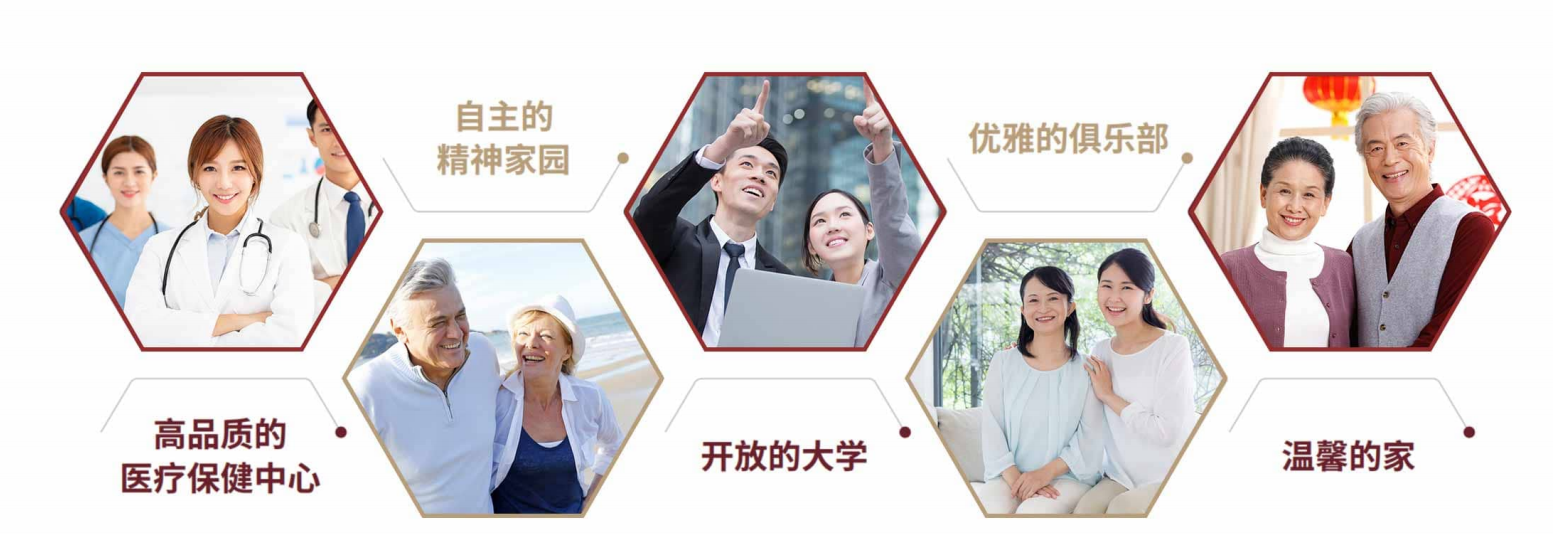 高品质的
医疗保健中心
自主的
精神家园
开放的大学
优雅的俱乐部
温馨的家